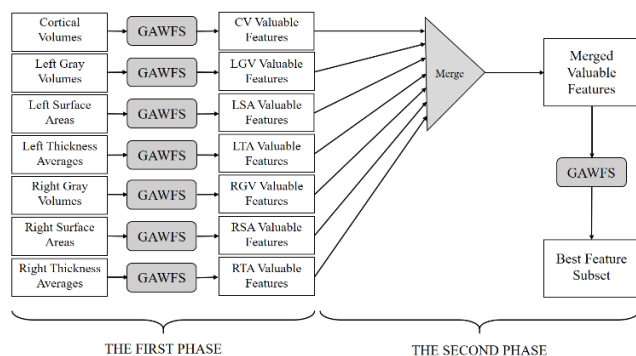 Cortical
Volumes
GAWFS
CV Valuable
Features
Left Gray
Volumes
GAWFS
LGV Valuable
Features
Left Surface
Areas
GAWFS
LSA Valuable
Features
Left Thickness
Averages
GAWFS
LTA Valuable
Features
Right Gray
Volumes
GAWFS
RGV Valuable
Features
Right Surface
Areas
GAWFS
RSA Valuable
Features
Right Thickness
Averages
GAWFS
RTA Valuable
Features
Merge
Merged
Valuable
Features
GAWFS
Best Feature
Subset
THE FIRST PHASE
THE SECOND PHASE